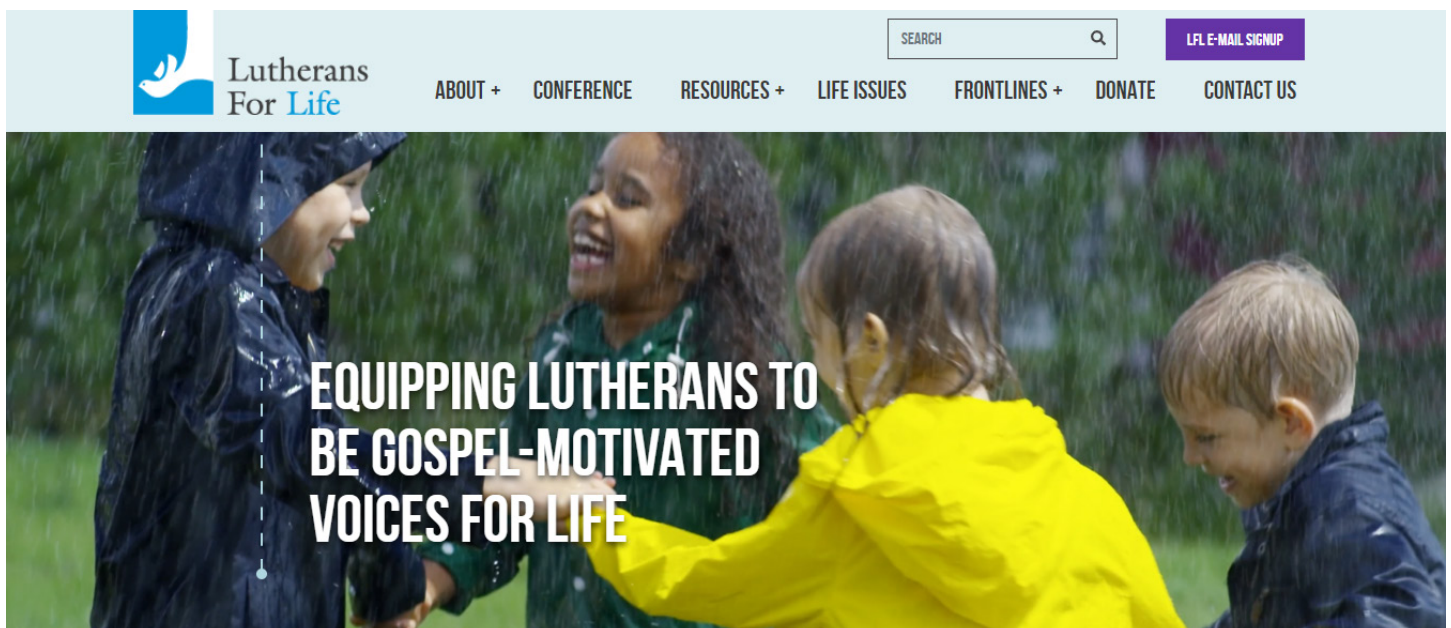 SEARCH
LFL E-MAIL SIGNUP
Lutherans
For Life
ABOUT + CONFERENCE RESOURCES + LIFE ISSUES FRONTLINES + DONATE CONTACT US
EQUIPPING LUTHERANS TO
BE GOSPEL-MOTIVATED
VOICES FOR LIFE